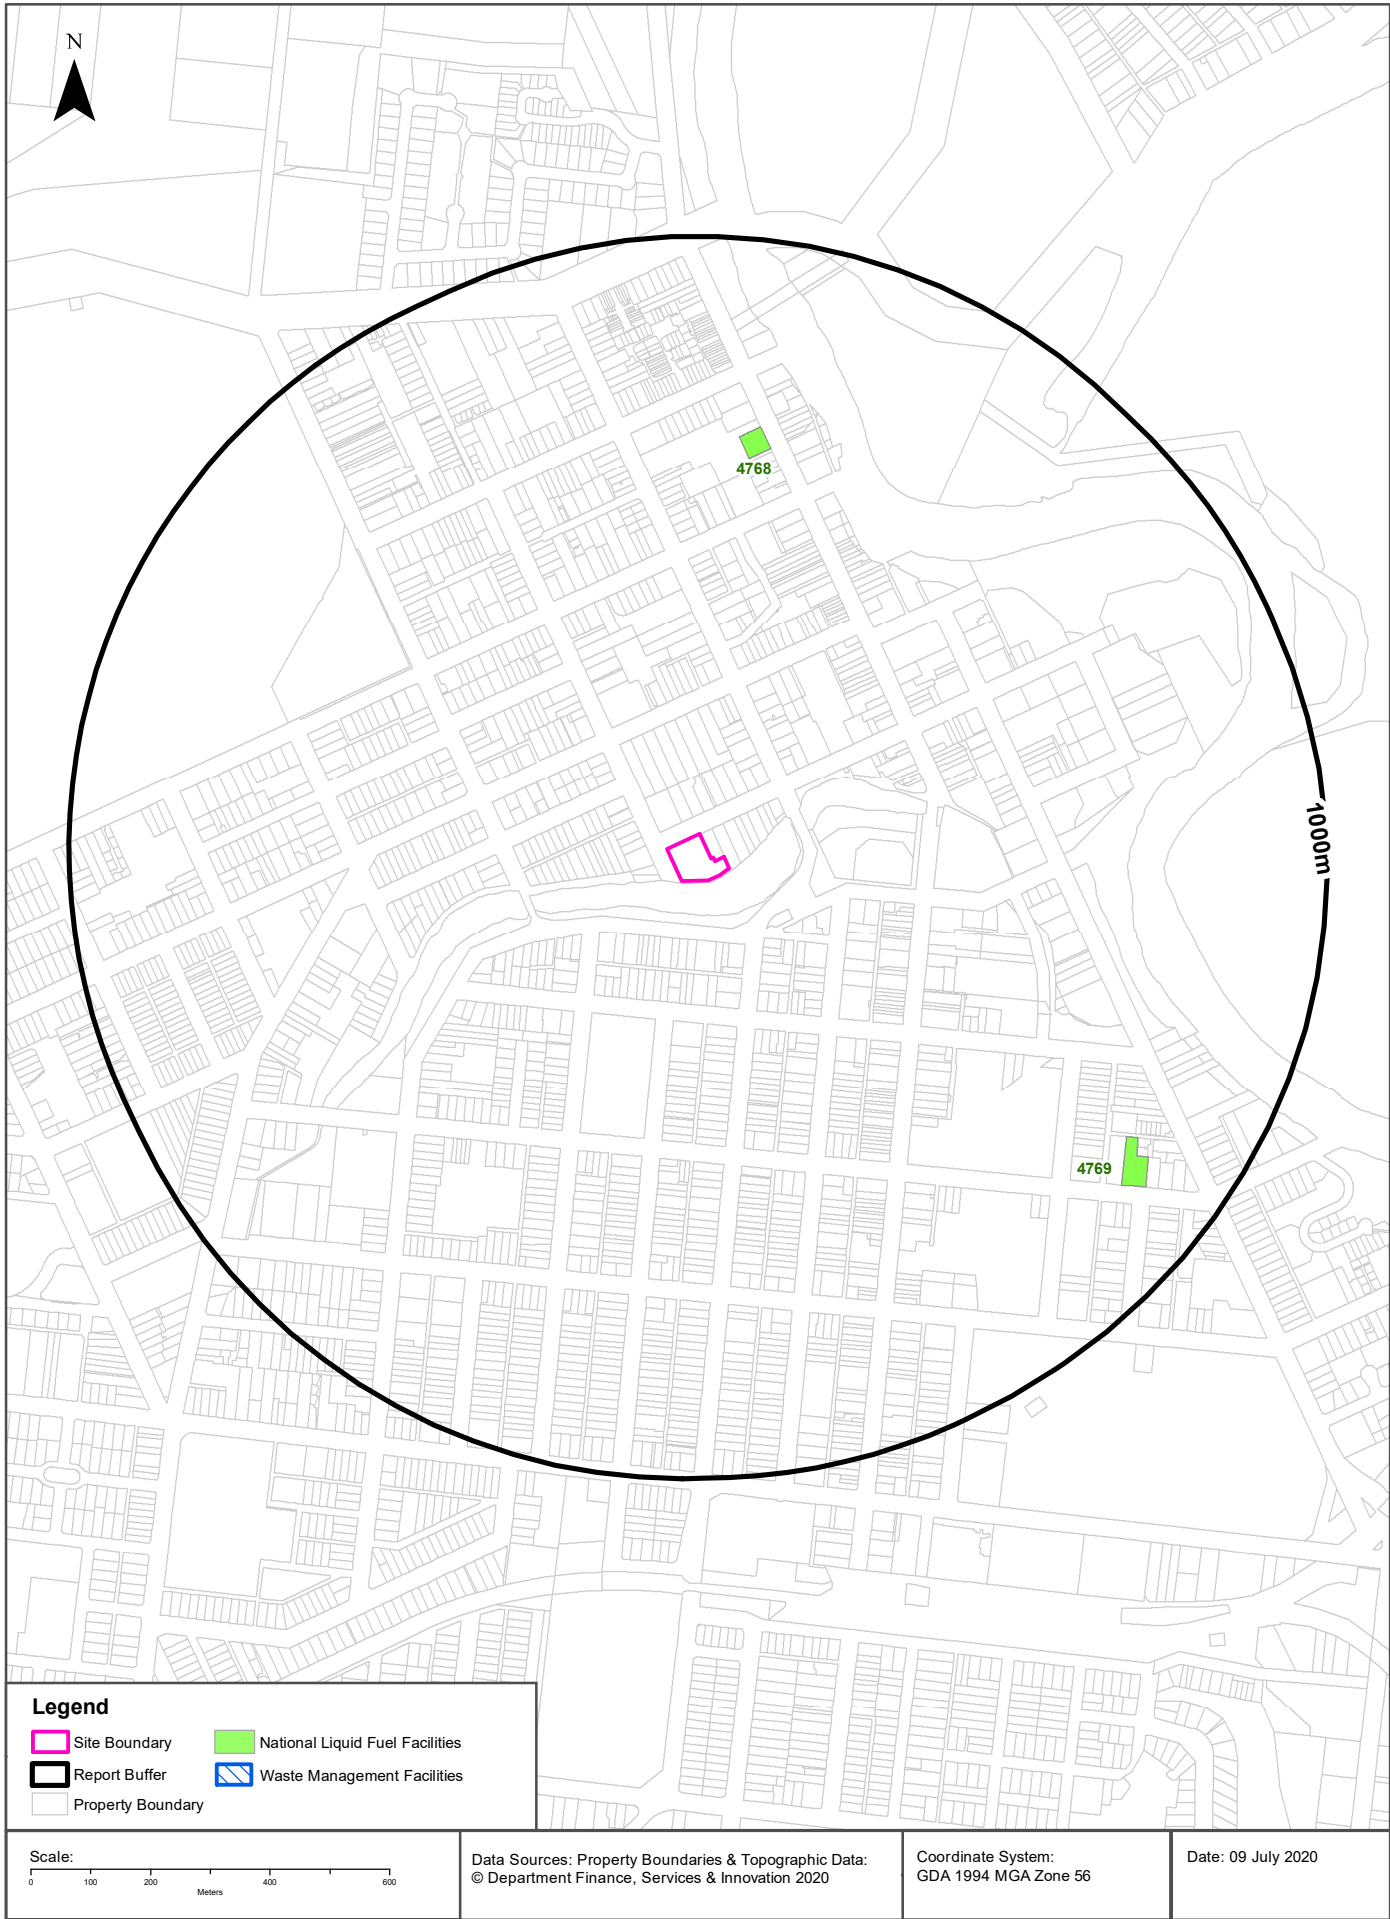 N
4768
1000m
4769
Legend
Site Boundary
National Liquid Fuel Facilities
Report Buffer
Waste Management Facilities
Property Boundary
Scale:
0 100 200 400 600
Meters
Data Sources: Property Boundaries & Topographic Data:
© Department Finance, Services & Innovation 2020
Coordinate System:
GDA 1994 MGA Zone 56
Date: 09 July 2020